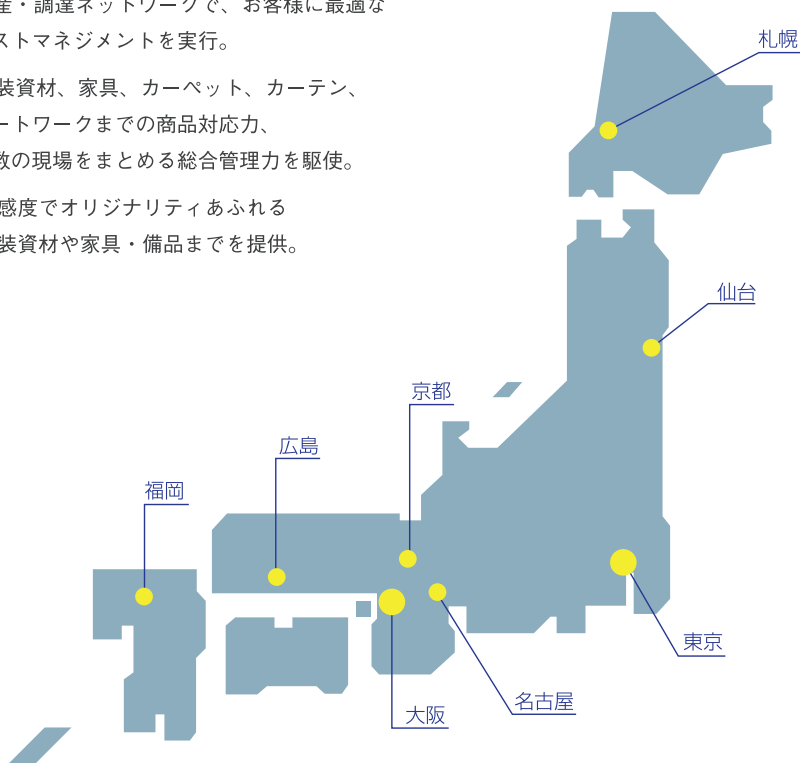 産・調達ネットワークで、お客様に最適な
ストマネジメントを実行。
装資材、家具、カーペット、カーテン、
ートワークまでの商品対応力、
数の現場をまとめる総合管理力を駆使。
感度でオリジナリティあふれる
装資材や家具・備品までを提供。
札幌
仙台
京都
広島
福岡
東京
名古屋
大阪